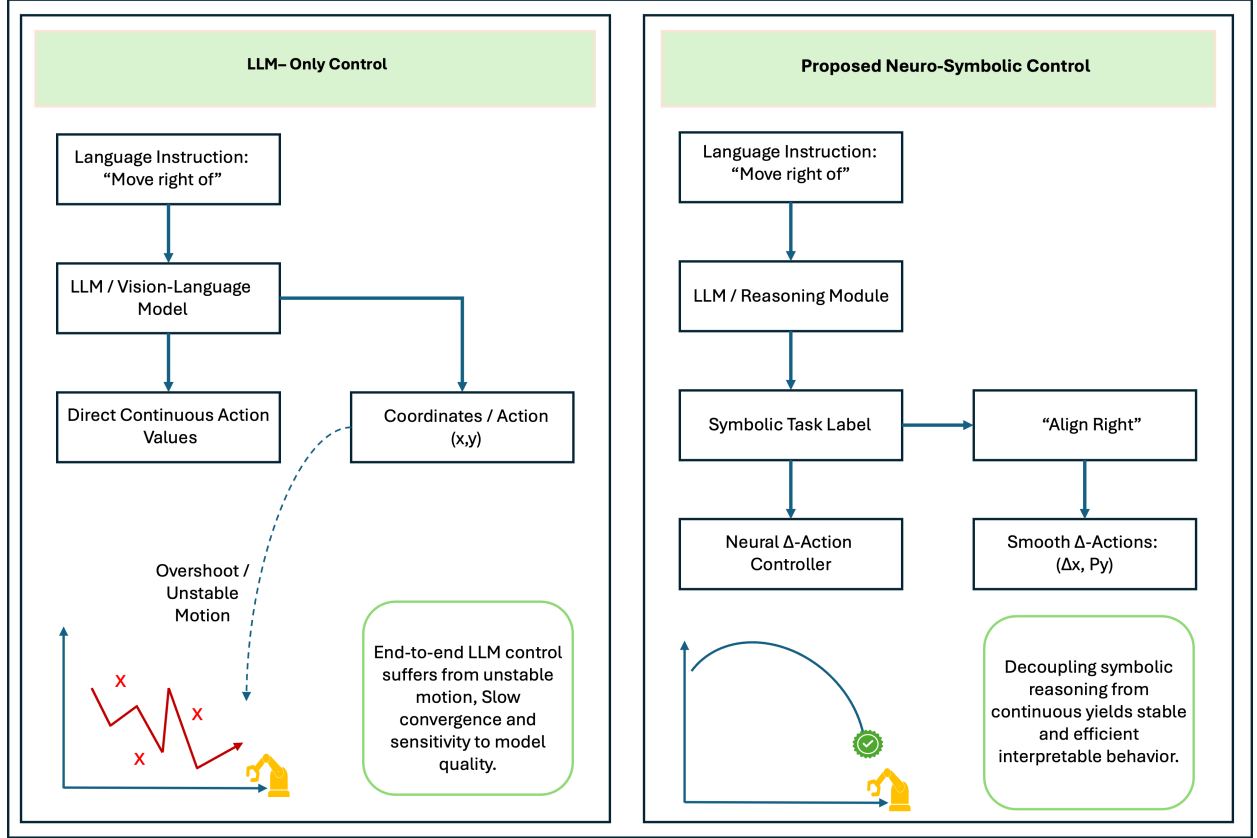 LLM– Only Control
Language Instruction:
“Move right of”
LLM / Vision-Language
Model
Direct Continuous Action
Values
Coordinates / Action
(x,y)
Overshoot /
Unstable
Motion
X
X
X
End-to-end LLM control
suffers from unstable
motion, Slow
convergence and
sensitivity to model
quality.
Proposed Neuro-Symbolic Control
Language Instruction:
“Move right of”
LLM / Reasoning Module
Symbolic Task Label
“Align Right”
Neural Δ-Action
Controller
Smooth Δ-Actions:
(Δx, Py)
Decoupling symbolic
reasoning from
continuous yields stable
and efficient
interpretable behavior.